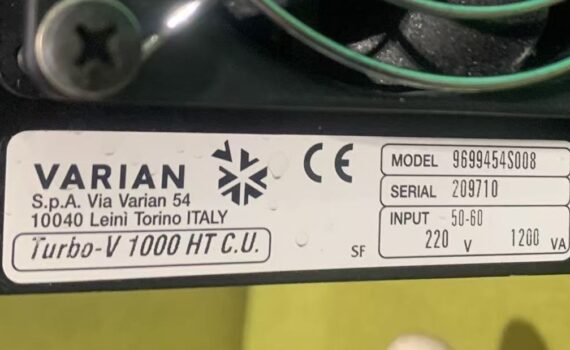 VARIAN
S.p.A. Via Varian 54
10040 Leinì Torino ITALY
Turbo-V 1000 HT C.U.
CE
SF
MODEL 9699454S008
SERIAL 209710
INPUT 50-60
220 V 1200 VA